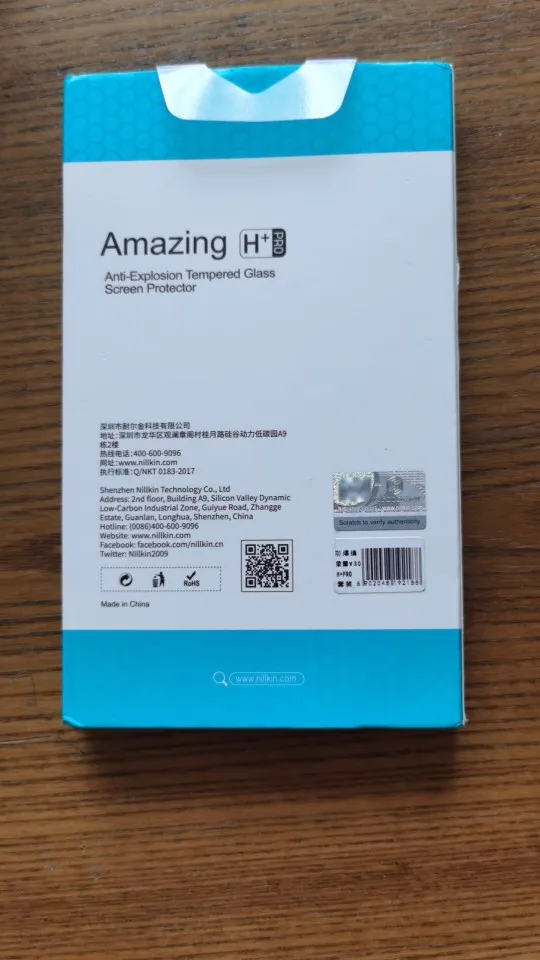 Amazing H+ PRO
Anti-Explosion Tempered Glass
Screen Protector
深圳市耐尔金科技有限公司
地址:深圳市龙华区观澜章阁村桂月路硅谷动力低碳园A9
栋2楼
热线电话:400-600-9096
网址:www.nillkin.com
执行标准:Q/NKT 0183-2017
Shenzhen Nillkin Technology Co., Ltd
Address: 2nd floor, Building A9, Silicon Valley Dynamic
Low-Carbon Industrial Zone, Guiyue Road, Zhangge
Estate, Guanlan, Longhua, Shenzhen, China
Hotline: (0086)400-600-9096
Website: www.nillkin.com
Facebook: facebook.com/nillkin.cn
Twitter: Nillkin2009
RoHS
Made in China
Scratch to verify authenticity
H+PRO
6902048192188
www.nillkin.com